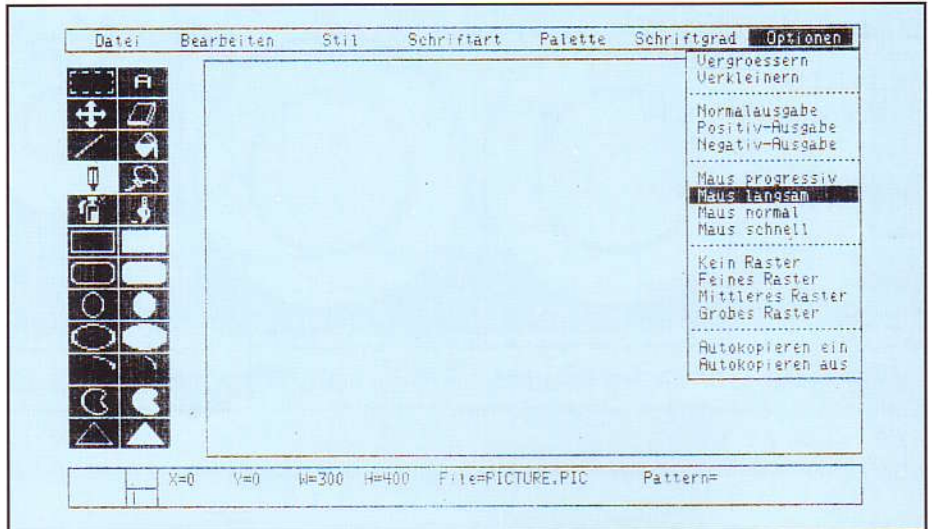 Datei Bearbeiten Stil Schriftart Palette Schriftgrad Optionen
Vergroessern
Verkleinern
Normalausgabe
Positiv-Ausgabe
Negativ-Ausgabe
Maus progressiv
Maus langsam
Maus normal
Maus schnell
Kein Raster
Feines Raster
Mittleres Raster
Grobes Raster
Autokopieren ein
Autokopieren aus
A
X=0 Y=0 W=300 H=400 File=PICTURE.PIC Pattern=